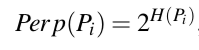 Perp(P_i) = 2^{H(P_i)}.